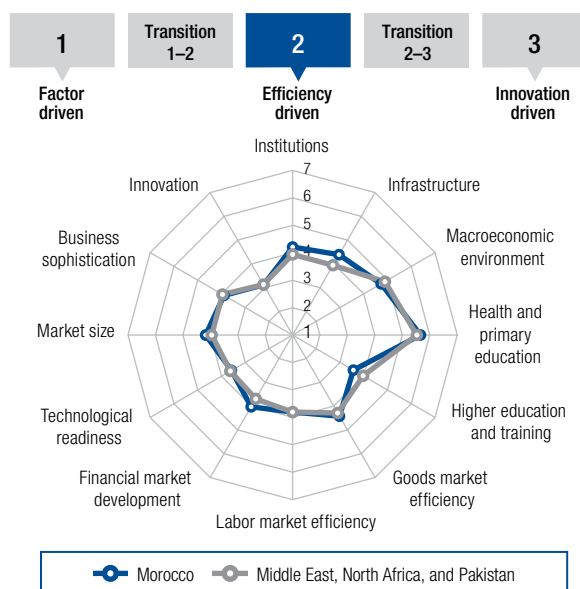 1
Transition
1–2
2
Transition
2–3
3
Factor
driven
Efficiency
driven
Innovation
driven
Institutions
Infrastructure
Macroeconomic
environment
Health and
primary
education
Higher education
and training
Goods market
efficiency
Labor market efficiency
Financial market
development
Technological
readiness
Market size
Business
sophistication
Innovation
7
6
5
4
3
2
1
Morocco
Middle East, North Africa, and Pakistan